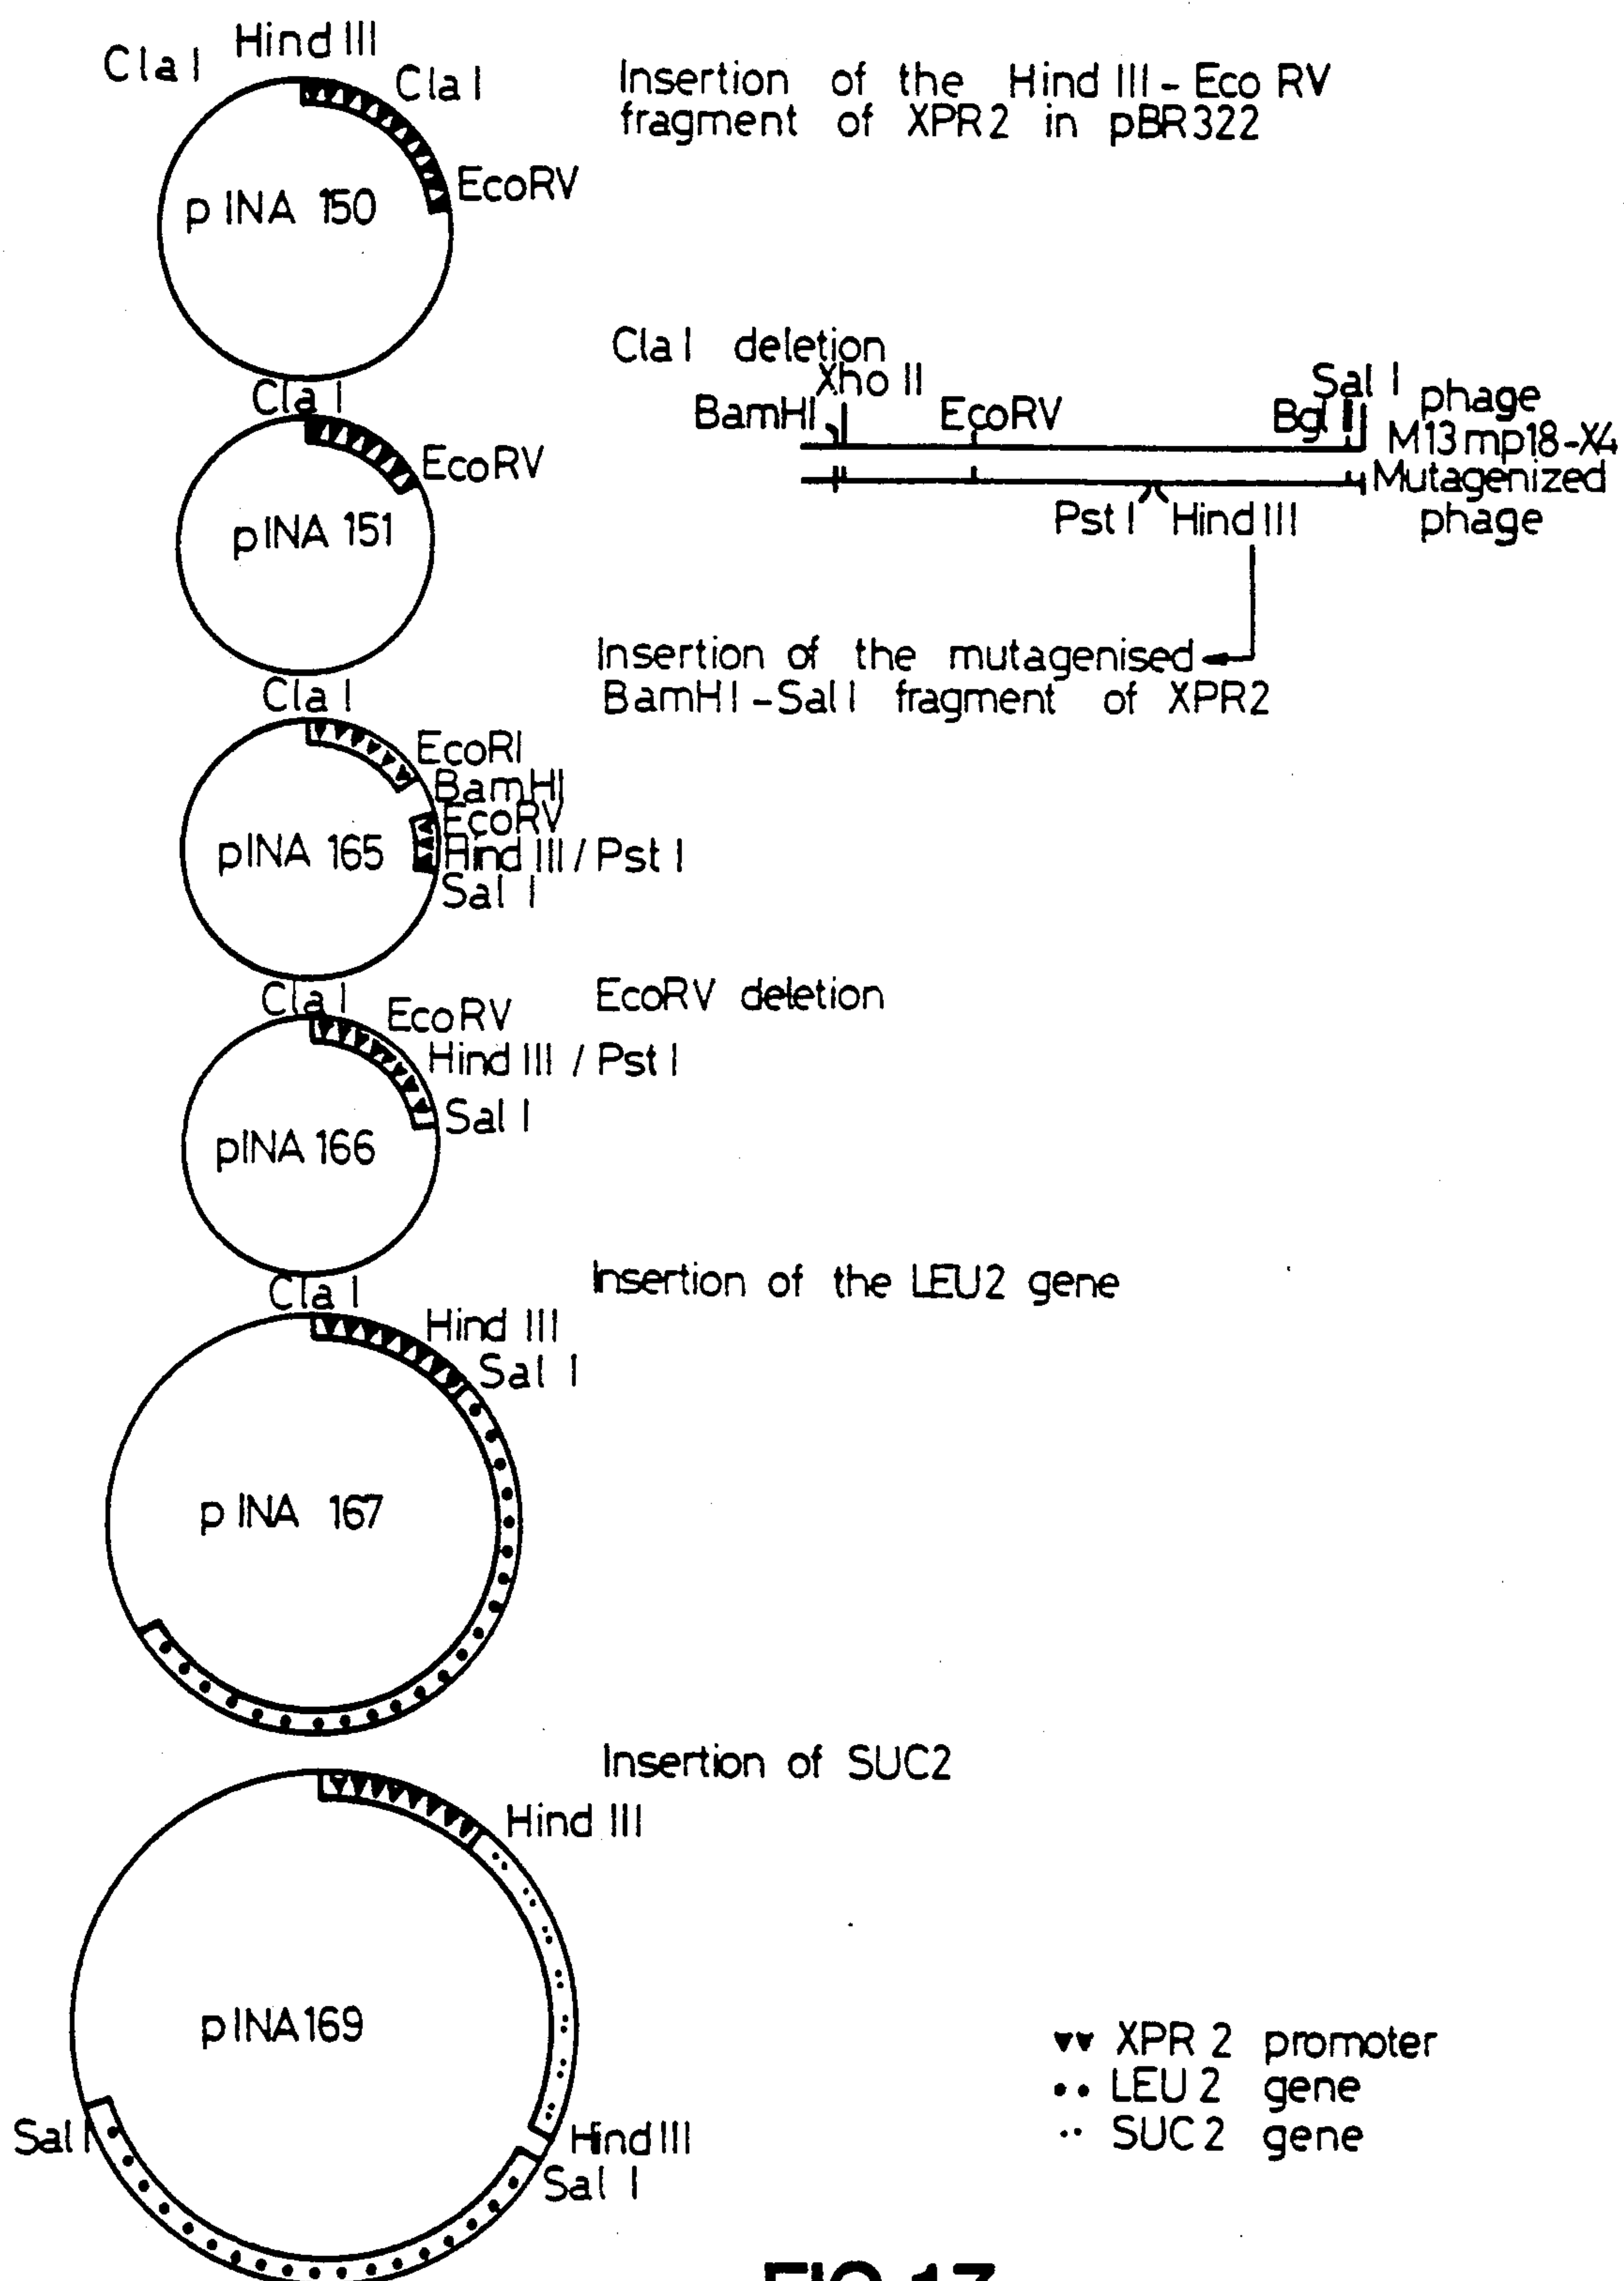 Cla I Hind III Cla I
EcoRV
p INA 150
Insertion of the Hind III - Eco RV
fragment of XPR2 in pBR322
Cla I deletion
Xho II
BamHI EcoRV Bgl II Sal I
phage
M13mp18-X4
Mutagenized
phage
Pst I Hind III
Cla I
EcoRV
pINA 151
Insertion of the mutagenised
BamHI-Sal I fragment of XPR2
Cla I
EcoRI
BamHI
EcoRV
Hind III / Pst I
Sal I
pINA 165
EcoRV deletion
Cla I
EcoRV
Hind III / Pst I
Sal I
pINA 166
Insertion of the LEU2 gene
Cla I
Hind III
Sal I
p INA 167
Insertion of SUC2
Hind III
pINA169
Sal I
Hind III
Sal I
XPR 2 promoter
LEU 2 gene
SUC 2 gene
FIG.17